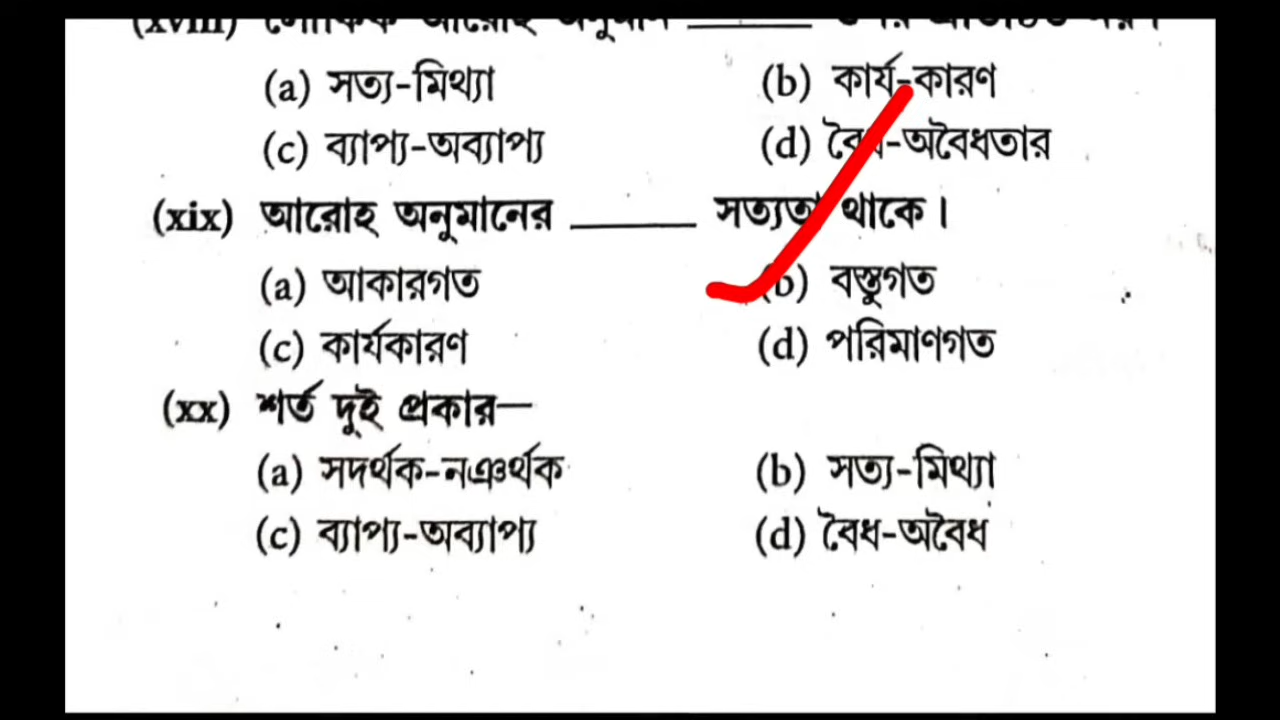 (xviii)
(a) সত্য-মিথ্যা (b) কার্য-কারণ
(c) ব্যাপ্য-অব্যাপ্য (d) বৈধ-অবৈধতার
(xix) আরোহ অনুমানের ______ সত্যতা থাকে।
(a) আকারগত (b) বস্তুগত
(c) কার্যকারণ (d) পরিমাণগত
(xx) শর্ত দুই প্রকার—
(a) সদর্থক-নঞর্থক (b) সত্য-মিথ্যা
(c) ব্যাপ্য-অব্যাপ্য (d) বৈধ-অবৈধ